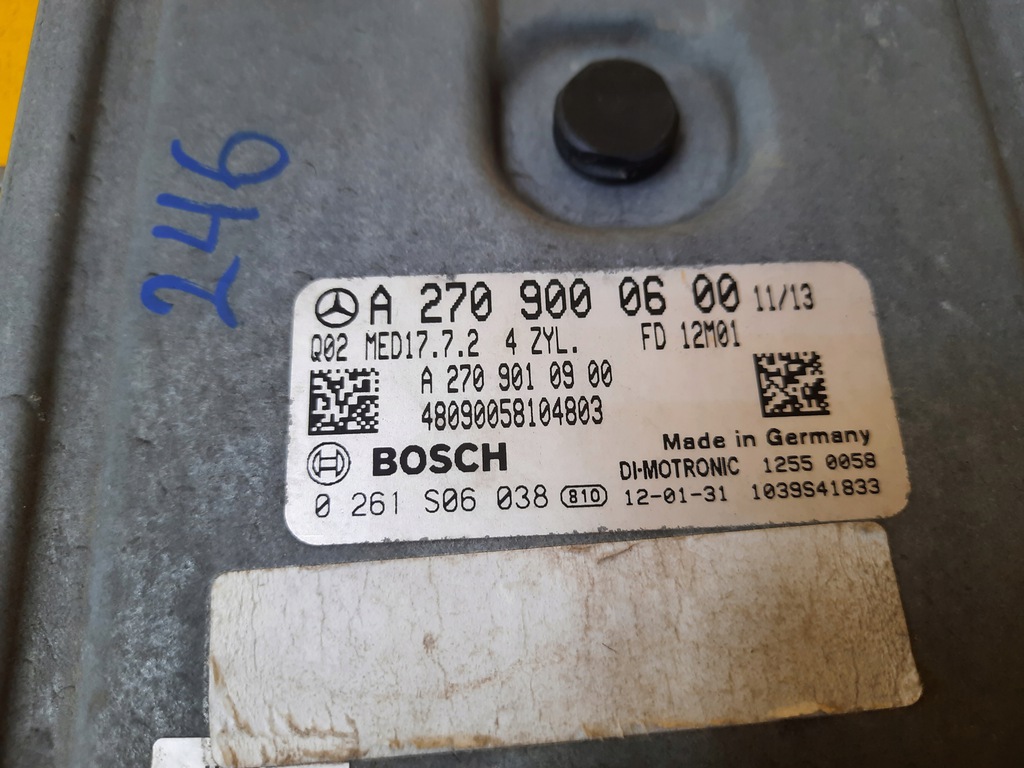 246
A 270 900 06 00 11/13
Q02 MED17.7.2 4 ZYL. FD 12M01
A 270 901 09 00
48090058104803
Made in Germany
BOSCH DI-MOTRONIC 1255 0058
0 261 S06 038 810 12-01-31 1039S41833